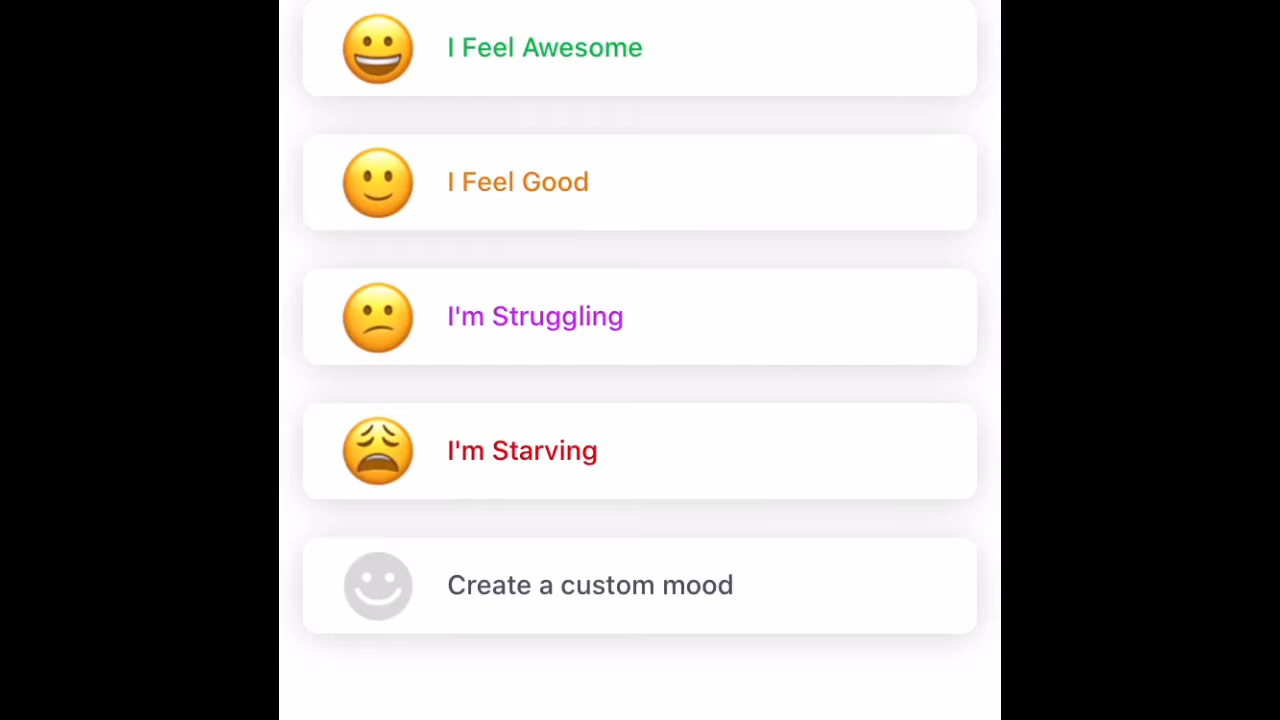 I Feel Awesome
I Feel Good
I'm Struggling
I'm Starving
Create a custom mood